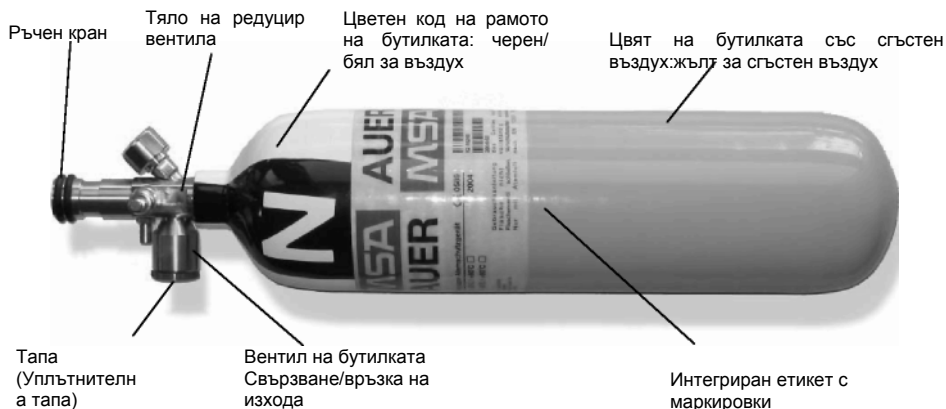 Ръчен кран
Тяло на редуцир
вентила
Цветен код на рамото
на бутилката: черен/
бял за въздух
Цвят на бутилката със сгъстен
въздух:жълт за сгъстен въздух
N
AUER
MSA
MSA
AUER
2004
Тапа
(Уплътнителн
а тапа)
Вентил на бутилката
Свързване/връзка на
изхода
Интегриран етикет с
маркировки